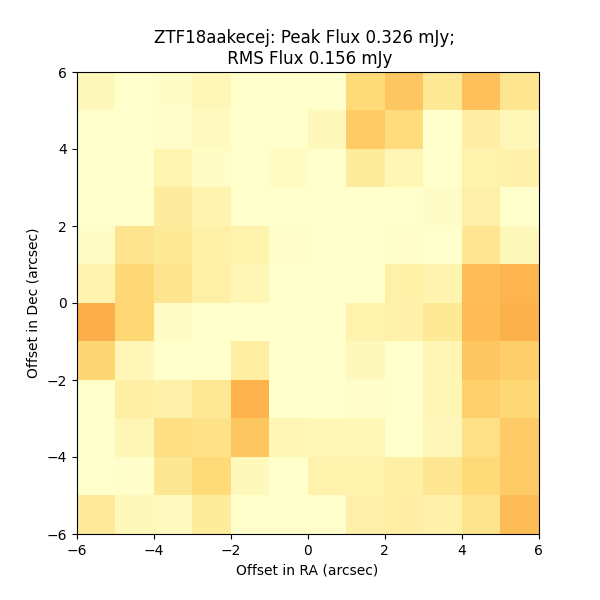 ZTF18aakecej: Peak Flux 0.326 mJy;
RMS Flux 0.156 mJy
6
4
2
0
−2
−4
−6
Offset in Dec (arcsec)
−6 −4 −2 0 2 4 6
Offset in RA (arcsec)